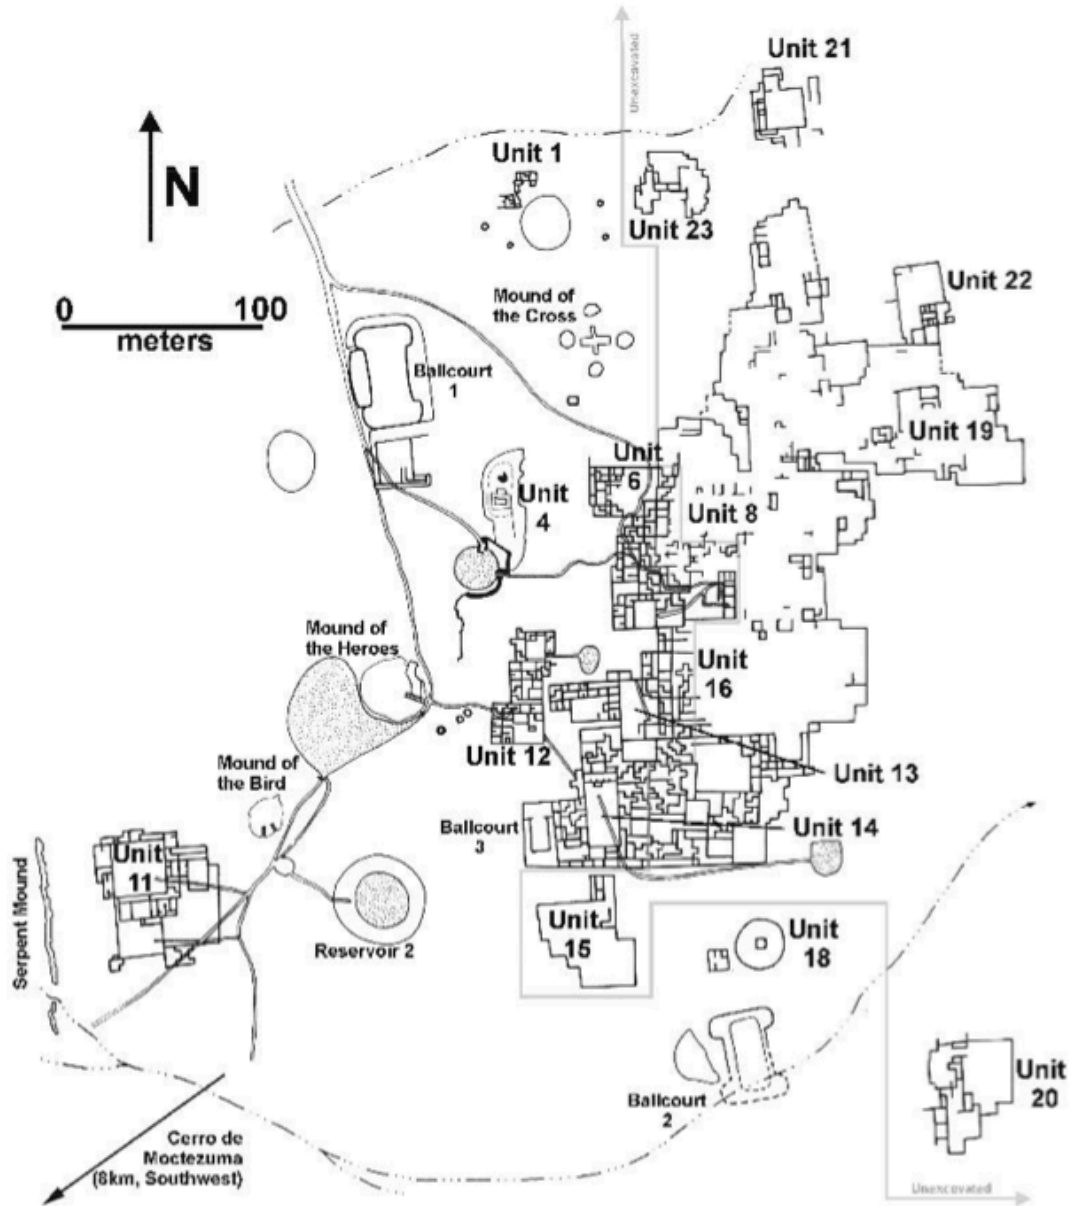 Unexcavated
Unit 21
Unit 1
N
Unit 23
Unit 22
0
100
meters
Mound of
the Cross
Ballcourt
1
Unit 19
Unit
6
Unit
4
Unit 8
Mound of
the Heroes
Unit
16
Unit 12
Mound of
the Bird
Unit 13
Ballcourt
3
Unit 14
Unit
11
Serpent Mound
Unit
15
Unit
18
Reservoir 2
Unit
20
Ballcourt
2
Cerro de
Moctezuma
(8km, Southwest)
Unexcavated